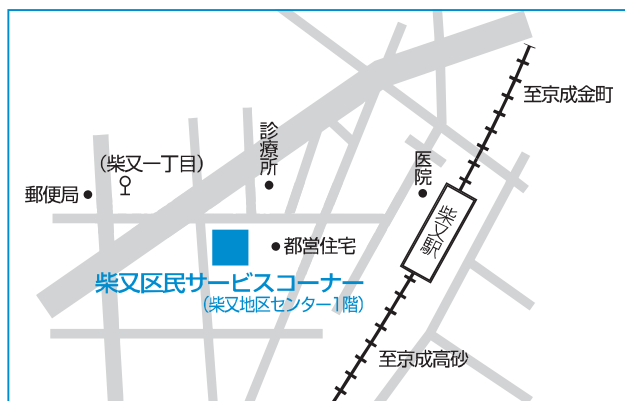 至京成金町
診療所
医院
(柴又一丁目)
郵便局
柴又駅
都営住宅
柴又区民サービスコーナー
(柴又地区センター1階)
至京成高砂